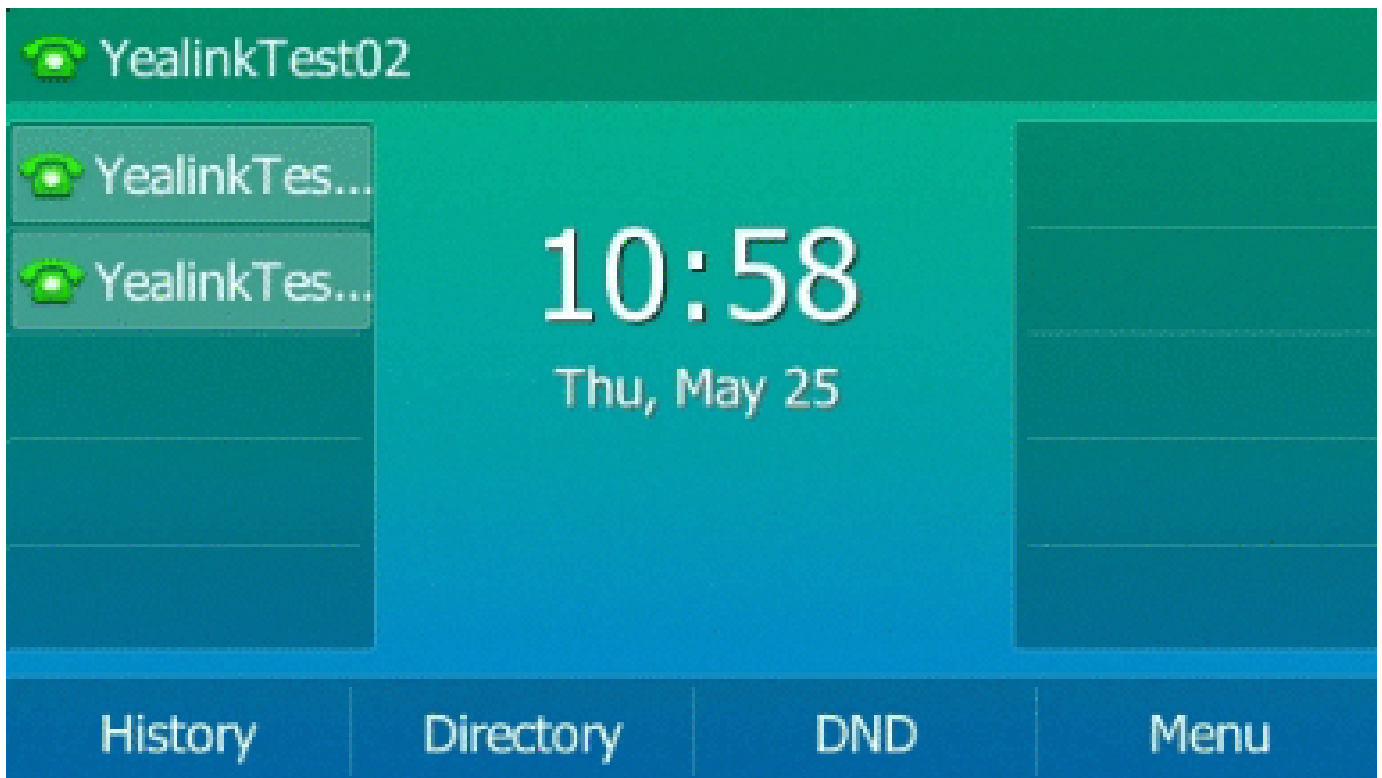 YealinkTest02
YealinkTes...
YealinkTes...
10:58
Thu, May 25
History
Directory
DND
Menu